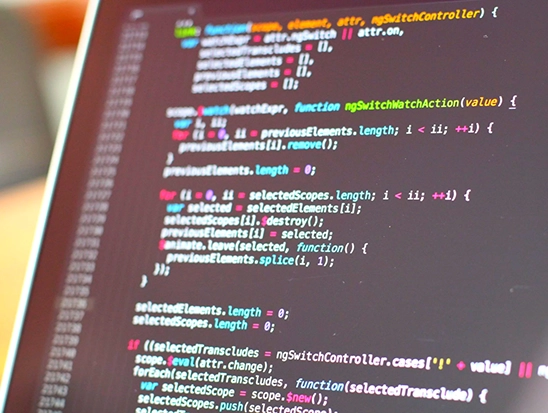 link: function(scope, element, attr, ngSwitchController) {
var watchExpr = attr.ngSwitch || attr.on,
selectedTranscludes = [],
selectedElements = [],
previousElements = [],
selectedScopes = [];
scope.$watch(watchExpr, function ngSwitchWatchAction(value) {
var i, ii;
for (i = 0, ii = previousElements.length; i < ii; ++i) {
previousElements[i].remove();
}
previousElements.length = 0;
for (i = 0, ii = selectedScopes.length; i < ii; ++i) {
var selected = selectedElements[i];
selectedScopes[i].$destroy();
previousElements[i] = selected;
$animate.leave(selected, function() {
previousElements.splice(i, 1);
});
}
selectedElements.length = 0;
selectedScopes.length = 0;
if ((selectedTranscludes = ngSwitchController.cases["!" + value] ||
scope.$eval(attr.change);
forEach(selectedTranscludes, function(selectedTransclude) {
var selectedScope = scope.$new();
selectedScopes.push(selectedScope);